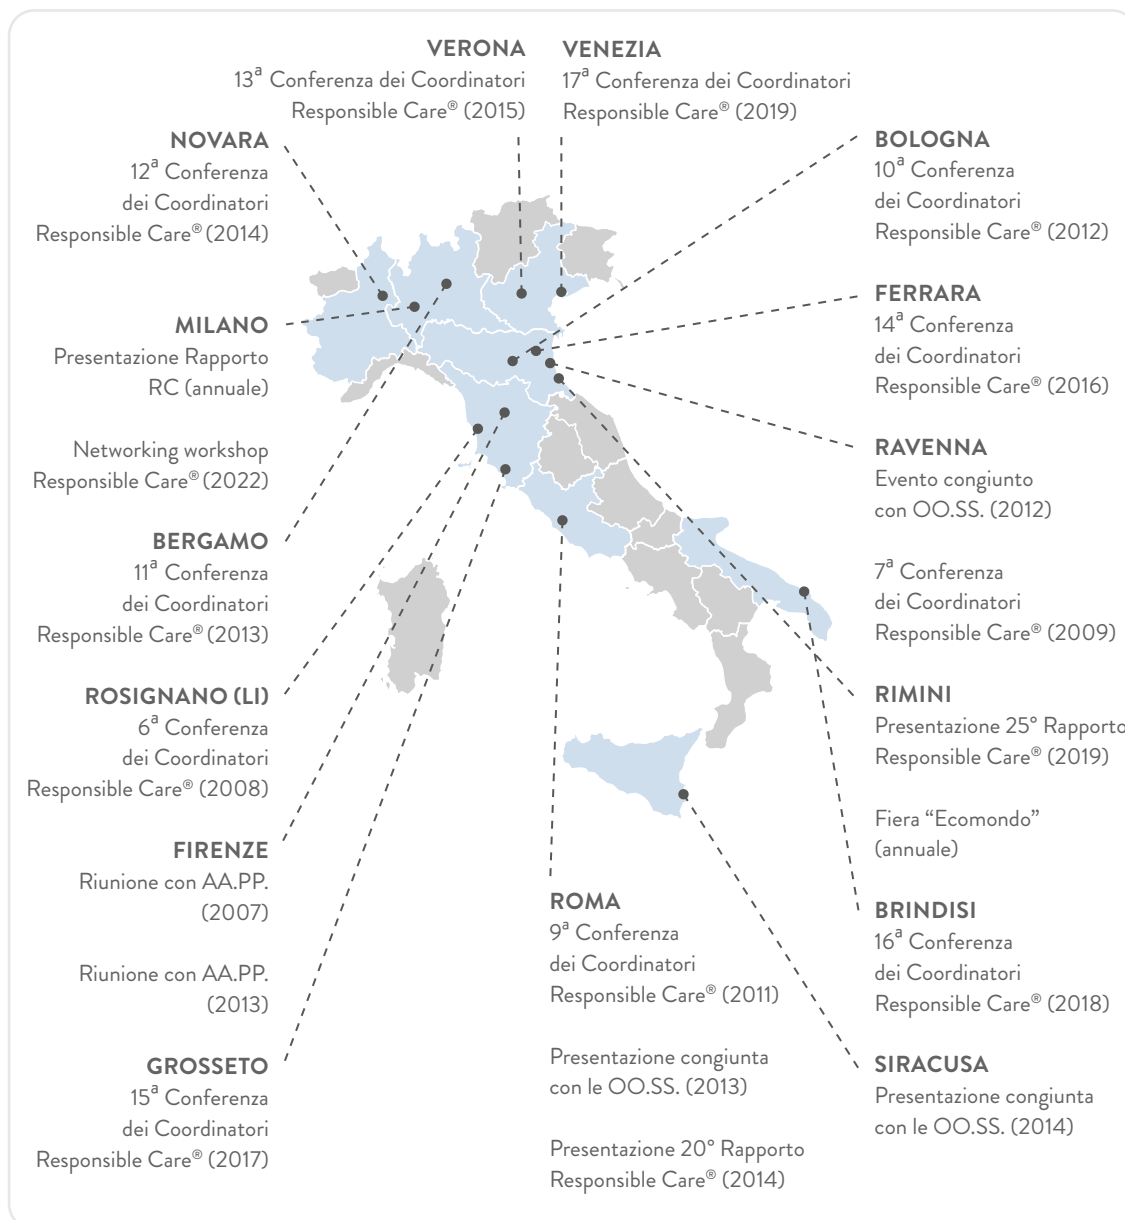 VERONA
13ª Conferenza dei Coordinatori
Responsible Care® (2015)
VENEZIA
17ª Conferenza dei Coordinatori
Responsible Care® (2019)
NOVARA
12ª Conferenza
dei Coordinatori
Responsible Care® (2014)
MILANO
Presentazione Rapporto
RC (annuale)
Networking workshop
Responsible Care® (2022)
BERGAMO
11ª Conferenza
dei Coordinatori
Responsible Care® (2013)
ROSIGNANO (LI)
6ª Conferenza
dei Coordinatori
Responsible Care® (2008)
FIRENZE
Riunione con AA.PP.
(2007)
Riunione con AA.PP.
(2013)
GROSSETO
15ª Conferenza
dei Coordinatori
Responsible Care® (2017)
ROMA
9ª Conferenza
dei Coordinatori
Responsible Care® (2011)
Presentazione congiunta
con le OO.SS. (2013)
Presentazione 20° Rapporto
Responsible Care® (2014)
BOLOGNA
10ª Conferenza
dei Coordinatori
Responsible Care® (2012)
FERRARA
14ª Conferenza
dei Coordinatori
Responsible Care® (2016)
RAVENNA
Evento congiunto
con OO.SS. (2012)
7ª Conferenza
dei Coordinatori
Responsible Care® (2009)
RIMINI
Presentazione 25° Rapporto
Responsible Care® (2019)
Fiera “Ecomondo”
(annuale)
BRINDISI
16ª Conferenza
dei Coordinatori
Responsible Care® (2018)
SIRACUSA
Presentazione congiunta
con le OO.SS. (2014)